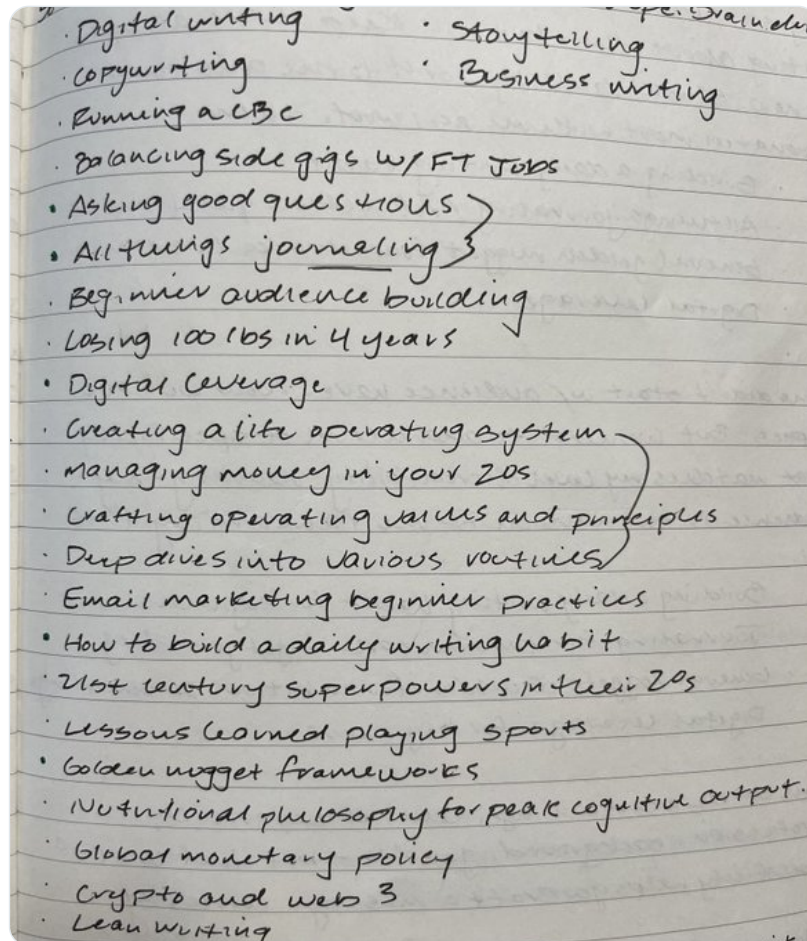 · Digital writing
· Storytelling
· Copywriting
· Business writing
· Running a CBC
· Balancing side gigs w/ FT Jobs
· Asking good questions
· All things journaling
· Beginner audience building
· Losing 100 lbs in 4 years
· Digital Leverage
· Creating a life operating system
· Managing money in your 20s
· Crafting operating values and principles
· Deep dives into various routines
· Email marketing beginner practices
· How to build a daily writing habit
· 21st century superpowers in their 20s
· Lessons learned playing sports
· Golden nugget frameworks
· Nutritional philosophy for peak cognitive output.
· Global monetary policy
· Crypto and web 3
· Lean writing